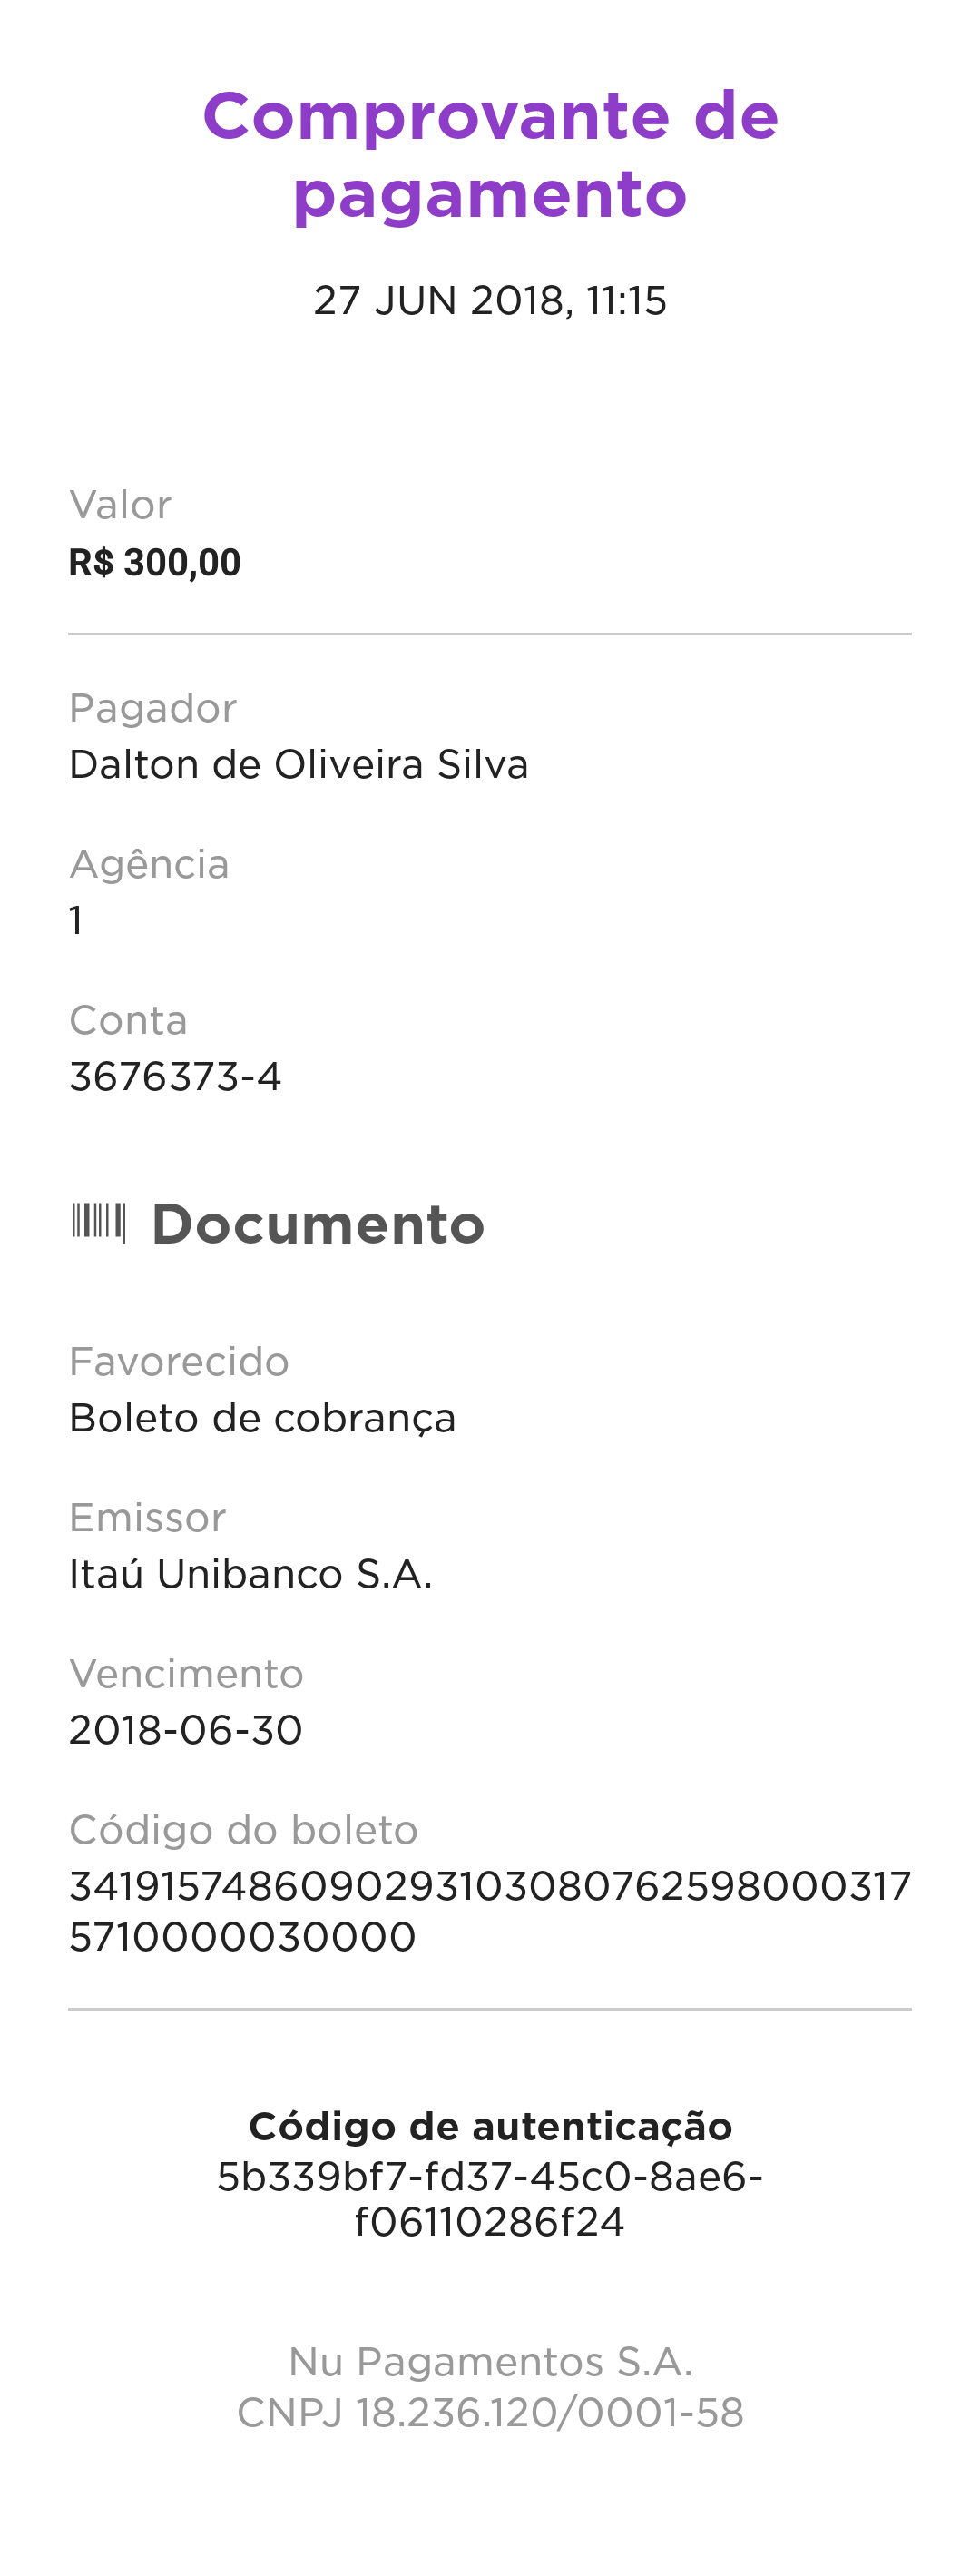 Comprovante de
pagamento
27 JUN 2018, 11:15
Valor
R$ 300,00
Pagador
Dalton de Oliveira Silva
Agência
1
Conta
3676373-4
Documento
Favorecido
Boleto de cobrança
Emissor
Itaú Unibanco S.A.
Vencimento
2018-06-30
Código do boleto
3419157486090293103080762598000317
5710000030000
Código de autenticação
5b339bf7-fd37-45c0-8ae6-
f06110286f24
Nu Pagamentos S.A.
CNPJ 18.236.120/0001-58